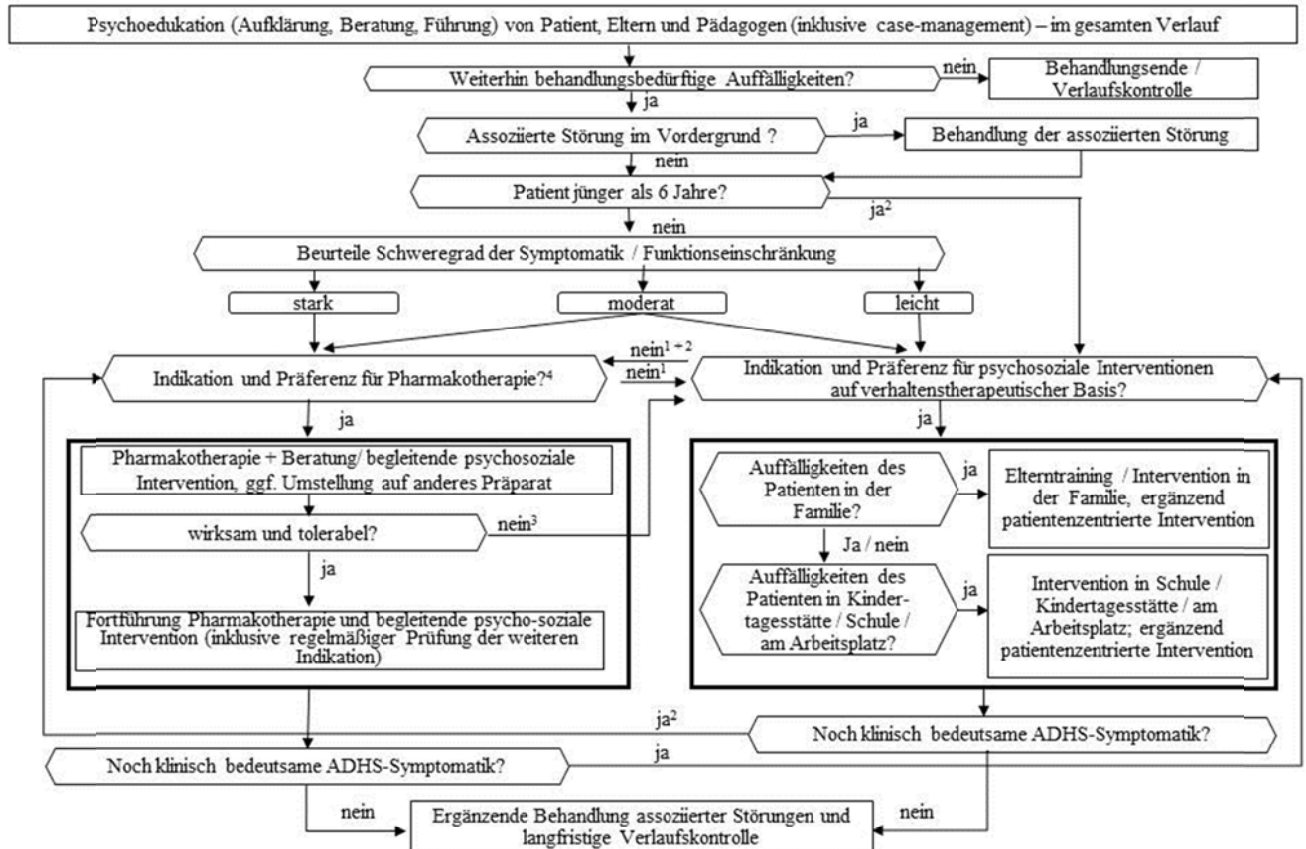 Psychoedukation (Aufklärung, Beratung, Führung) von Patient, Eltern und Pädagogen (inklusive case-management) – im gesamten Verlauf
Weiterhin behandlungsbedürftige Auffälligkeiten?
nein
Behandlungsende /
Verlaufskontrolle
ja
Assoziierte Störung im Vordergrund ?
ja
Behandlung der assoziierten Störung
nein
Patient jünger als 6 Jahre?
ja²
nein
Beurteile Schweregrad der Symptomatik / Funktionseinschränkung
stark
moderat
leicht
Indikation und Präferenz für Pharmakotherapie?⁴
nein¹ ⁺ ²
nein¹
Indikation und Präferenz für psychosoziale Interventionen
auf verhaltenstherapeutischer Basis?
ja
ja
Pharmakotherapie + Beratung/ begleitende psychosoziale
Intervention, ggf. Umstellung auf anderes Präparat
wirksam und tolerabel?
nein³
ja
Fortführung Pharmakotherapie und begleitende psycho-soziale
Intervention (inklusive regelmäßiger Prüfung der weiteren
Indikation)
Auffälligkeiten des
Patienten in der
Familie?
ja
Elterntraining / Intervention in
der Familie, ergänzend
patientenzentrierte Intervention
Ja / nein
Auffälligkeiten des
Patienten in Kinder-
tagesstätte / Schule /
am Arbeitsplatz?
ja
Intervention in Schule /
Kindertagesstätte / am
Arbeitsplatz; ergänzend
patientenzentrierte Intervention
ja²
Noch klinisch bedeutsame ADHS-Symptomatik?
Noch klinisch bedeutsame ADHS-Symptomatik?
ja
nein
Ergänzende Behandlung assoziierter Störungen und
langfristige Verlaufskontrolle
nein